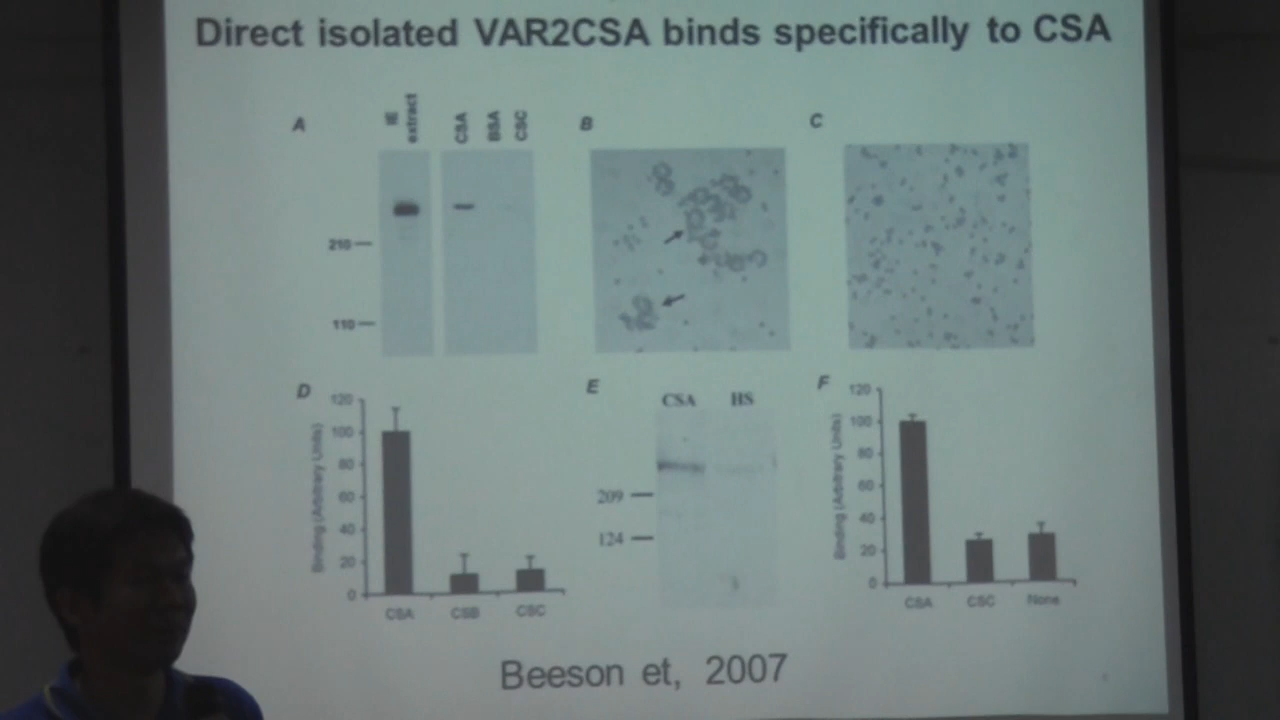 Direct isolated VAR2CSA binds specifically to CSA
A
IE extract
CSA
BSA
CSC
210
110
B
C
D
Binding (Arbitrary Units)
120
100
80
60
40
20
0
CSA CSB CSC
E
CSA HS
209
124
F
Binding (Arbitrary Units)
120
100
80
60
40
20
0
CSA CSC None
Beeson et, 2007